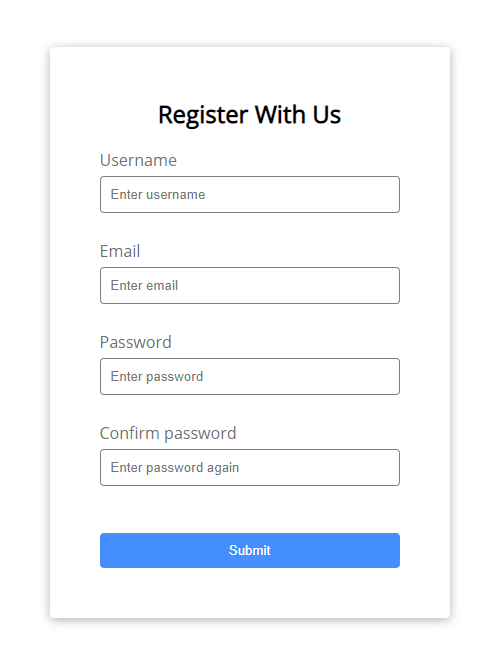 Register With Us
Username
Enter username
Email
Enter email
Password
Enter password
Confirm password
Enter password again
Submit